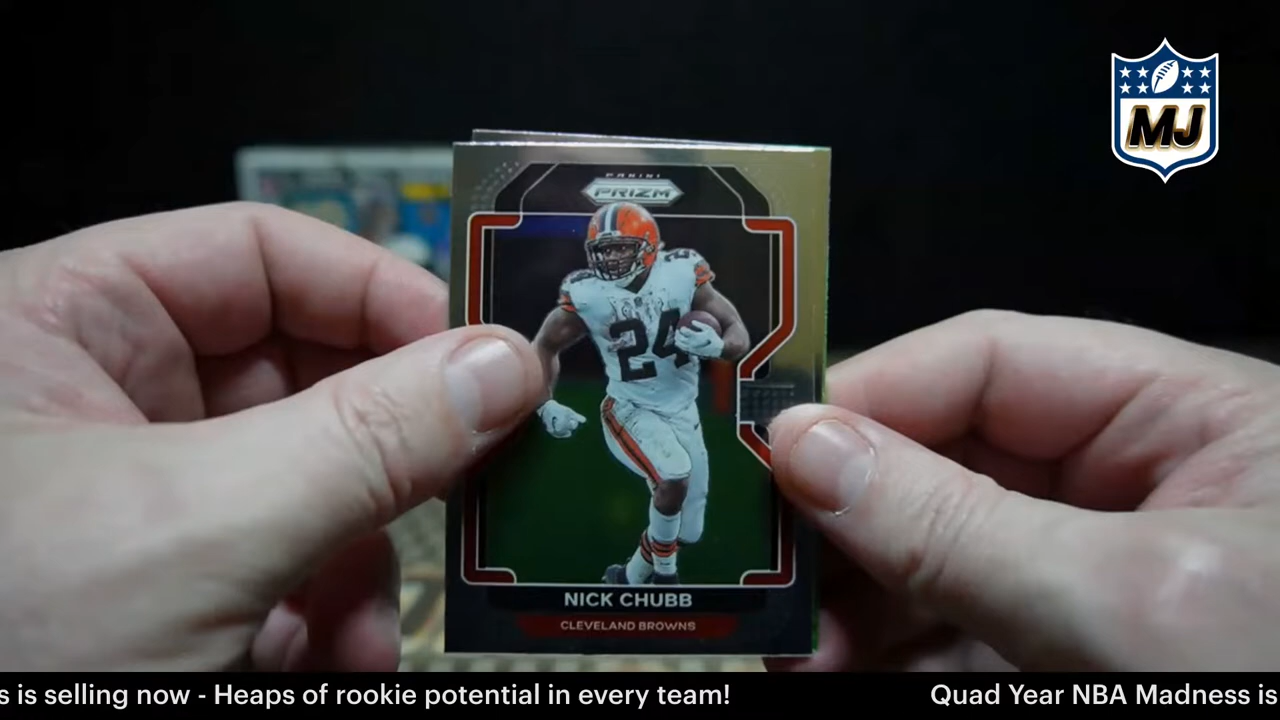 MJ
PANINI
PRIZM
24
24
NICK CHUBB
CLEVELAND BROWNS
s is selling now - Heaps of rookie potential in every team!
Quad Year NBA Madness is